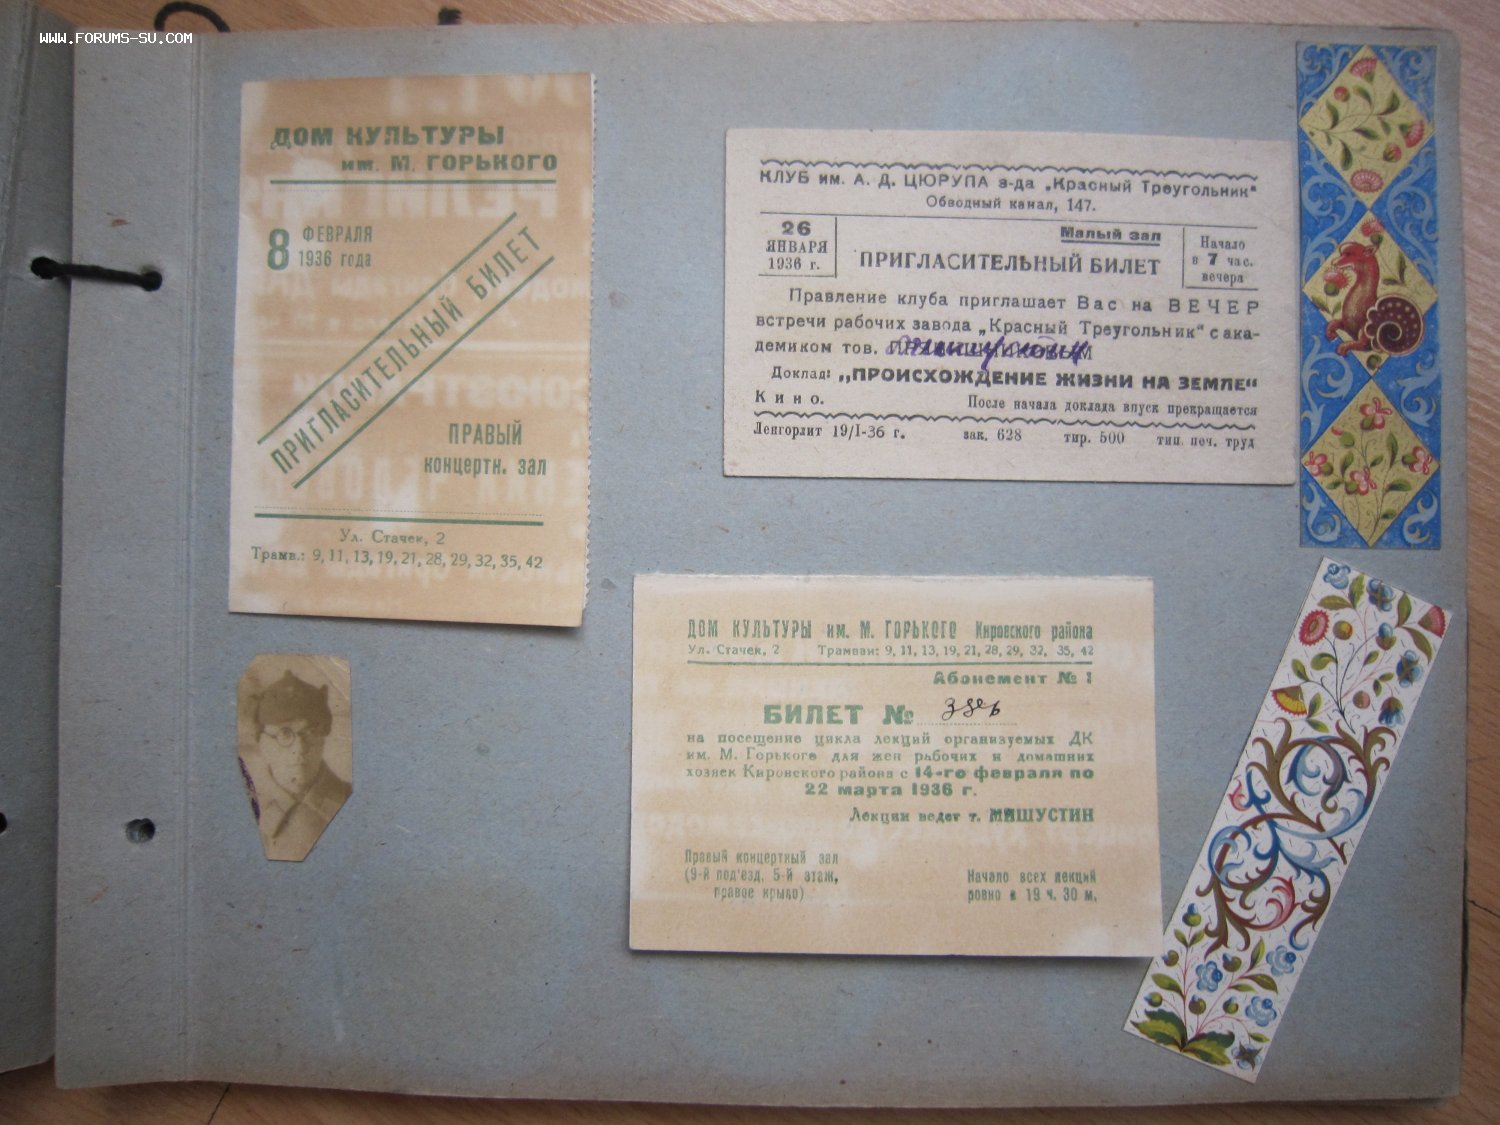 WWW.FORUMS-SU.COM
ДОМ КУЛЬТУРЫ
им. М. ГОРЬКОГО
8 ФЕВРАЛЯ
1936 года
ПРИГЛАСИТЕЛЬНЫЙ БИЛЕТ
ПРАВЫЙ
концертн. зал
Ул. Стачек, 2
Трамв.: 9, 11, 13, 19, 21, 28, 29, 32, 35, 42
КЛУБ им. А. Д. ЦЮРУПА з-да „Красный Треугольник"
Обводный канал, 147.
26
ЯНВАРЯ
1936 г.
Малый зал
ПРИГЛАСИТЕЛЬНЫЙ БИЛЕТ
Начало
в 7 час.
вечера
Правление клуба приглашает Вас на ВЕЧЕР
встречи рабочих завода „Красный Треугольник" с ака-
демиком тов.
Доклад: „ПРОИСХОЖДЕНИЕ ЖИЗНИ НА ЗЕМЛЕ"
Кино.
После начала доклада впуск прекращается
Ленгорлит 19/I-36 г. зак. 628 тир. 500 тип. печ. труд
ДОМ КУЛЬТУРЫ им. М. ГОРЬКОГО Кировского района
Ул. Стачек, 2 Трамваи: 9, 11, 13, 19, 21, 28, 29, 32, 35, 42
Абонемент № 1
БИЛЕТ №
на посещение цикла лекций организуемых ДК
им. М. Горького для жен рабочих и домашних
хозяек Кировского района с 14-го февраля по
22 марта 1936 г.
Лекции ведет т. МИШУСТИН
Правый концертный зал
(9-й под'езд, 5-й этаж,
правое крыло)
Начало всех лекций
ровно в 19 ч. 30 м.